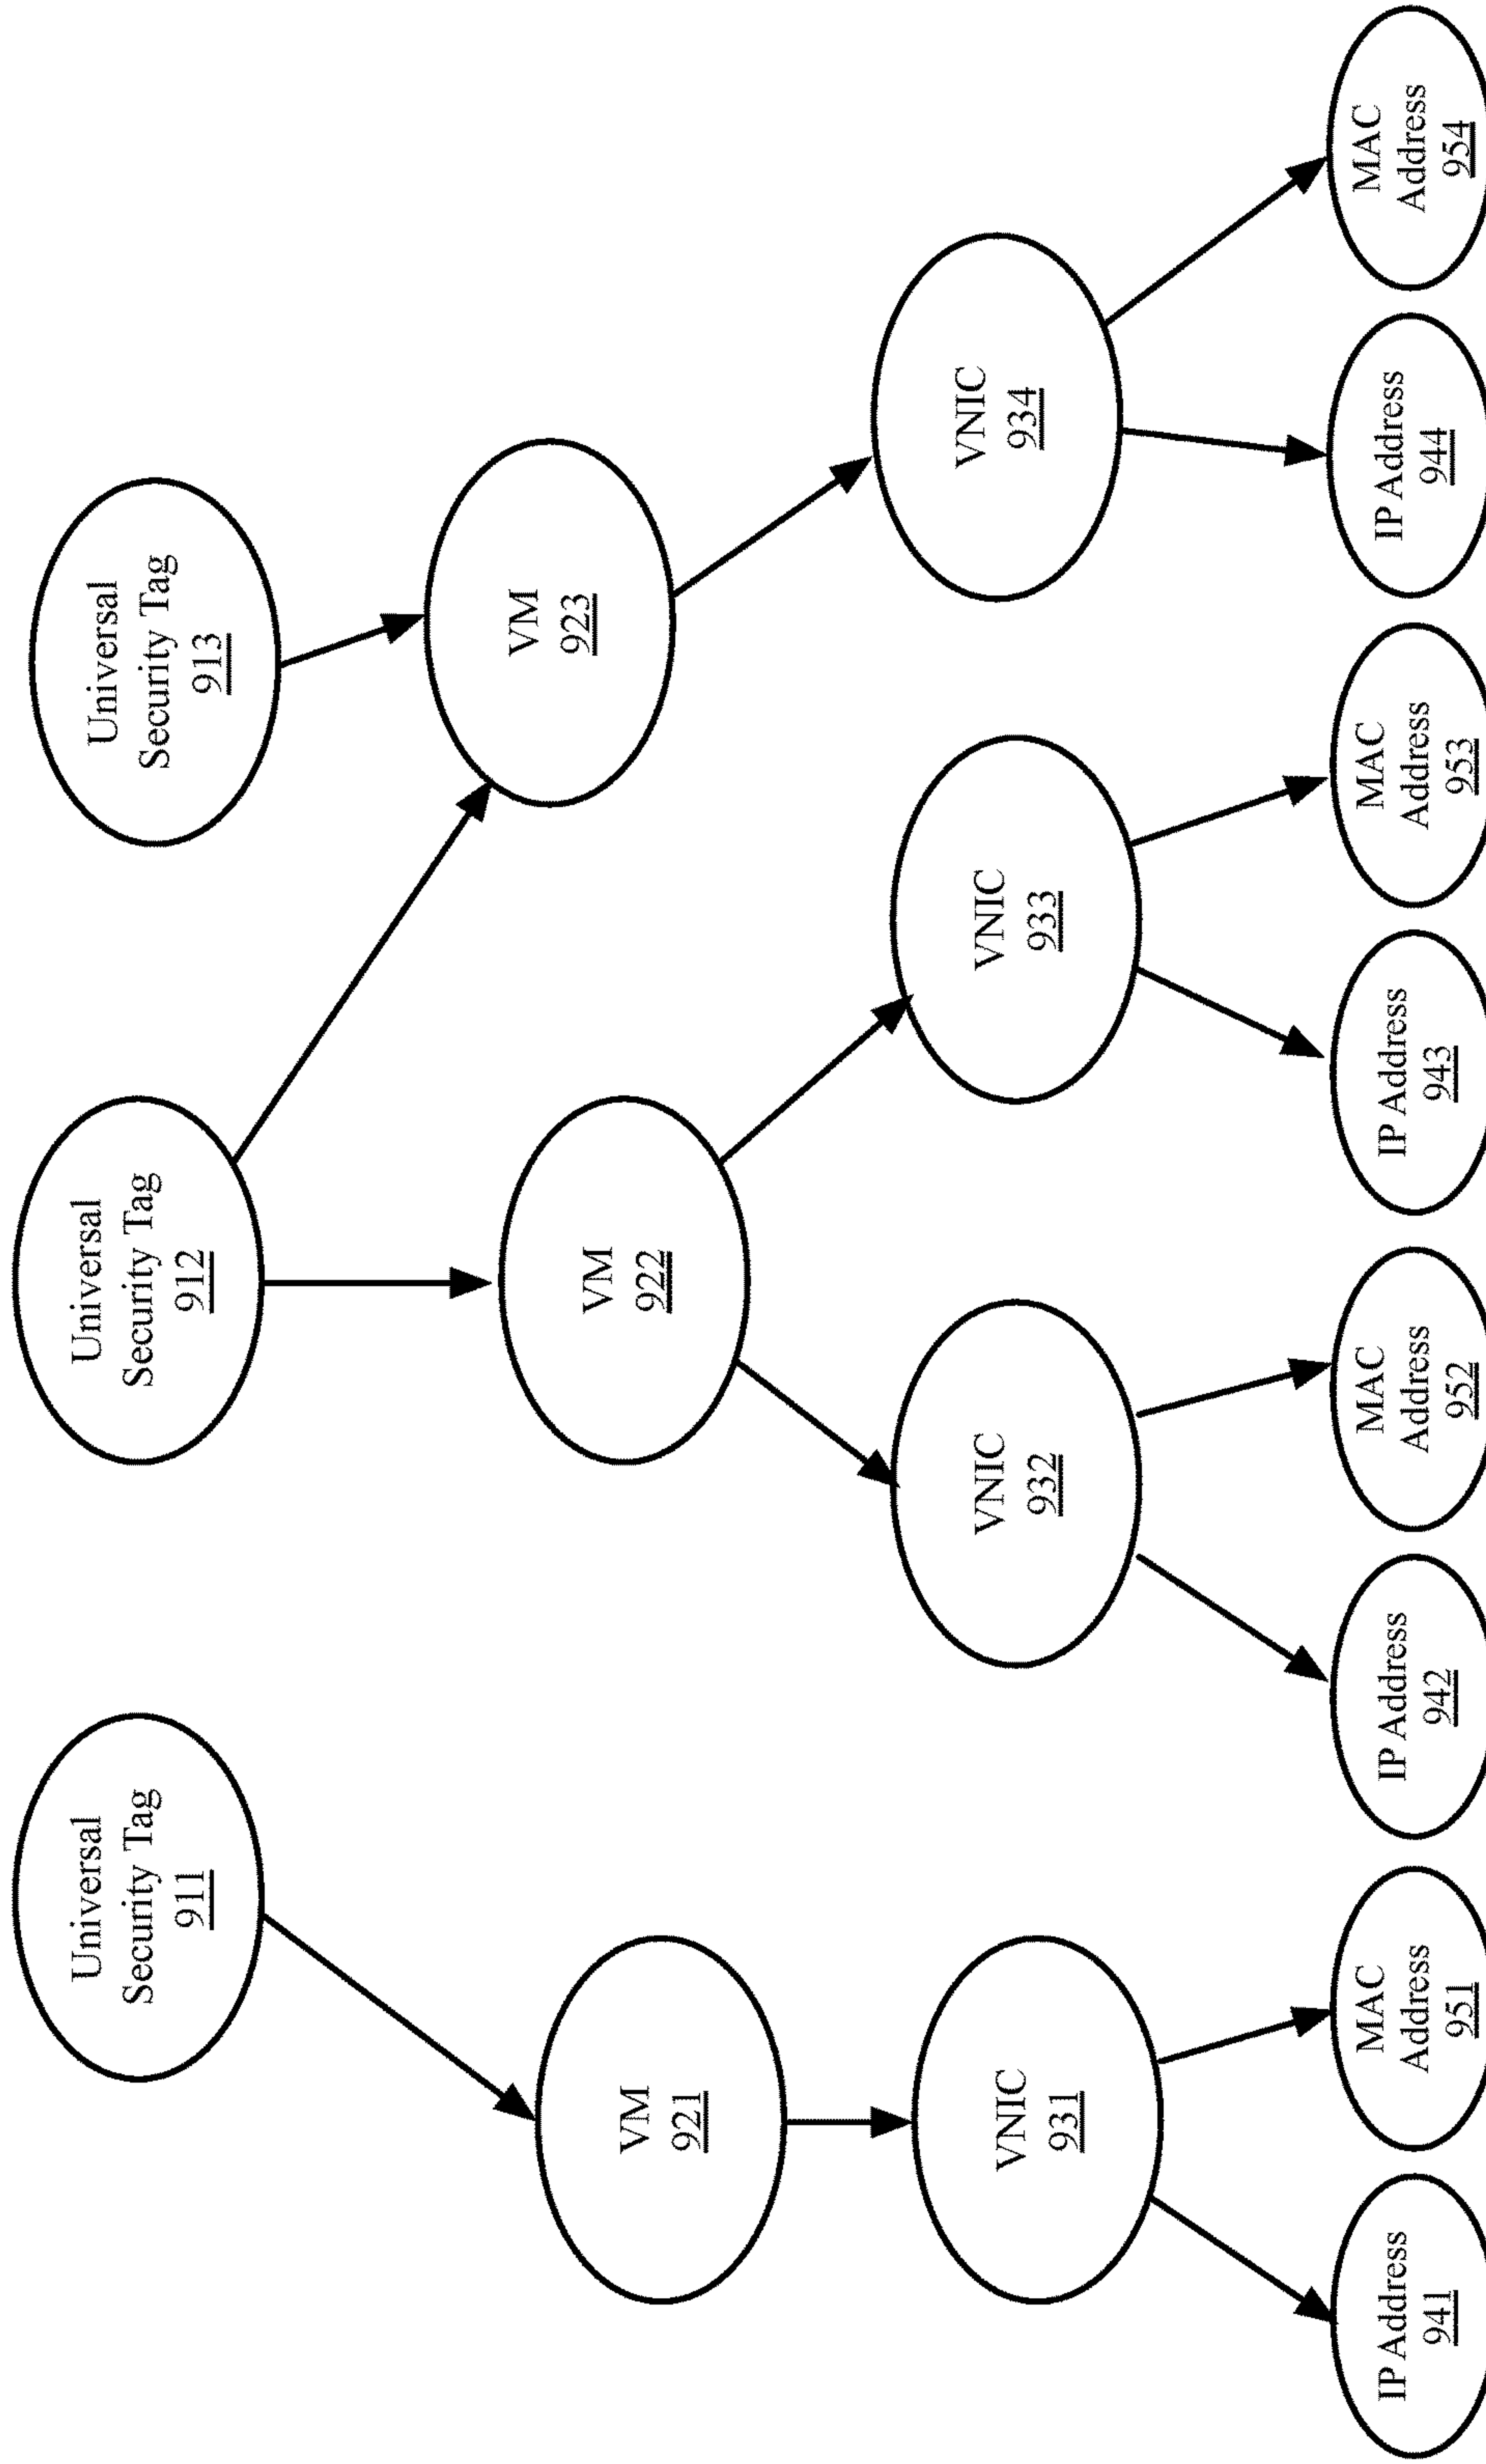 Universal
Security Tag
911
Universal
Security Tag
912
Universal
Security Tag
913
VM
921
VM
922
VM
923
VNIC
931
VNIC
932
VNIC
933
VNIC
934
IP Address
941
MAC
Address
951
IP Address
942
MAC
Address
952
IP Address
943
MAC
Address
953
IP Address
944
MAC
Address
954